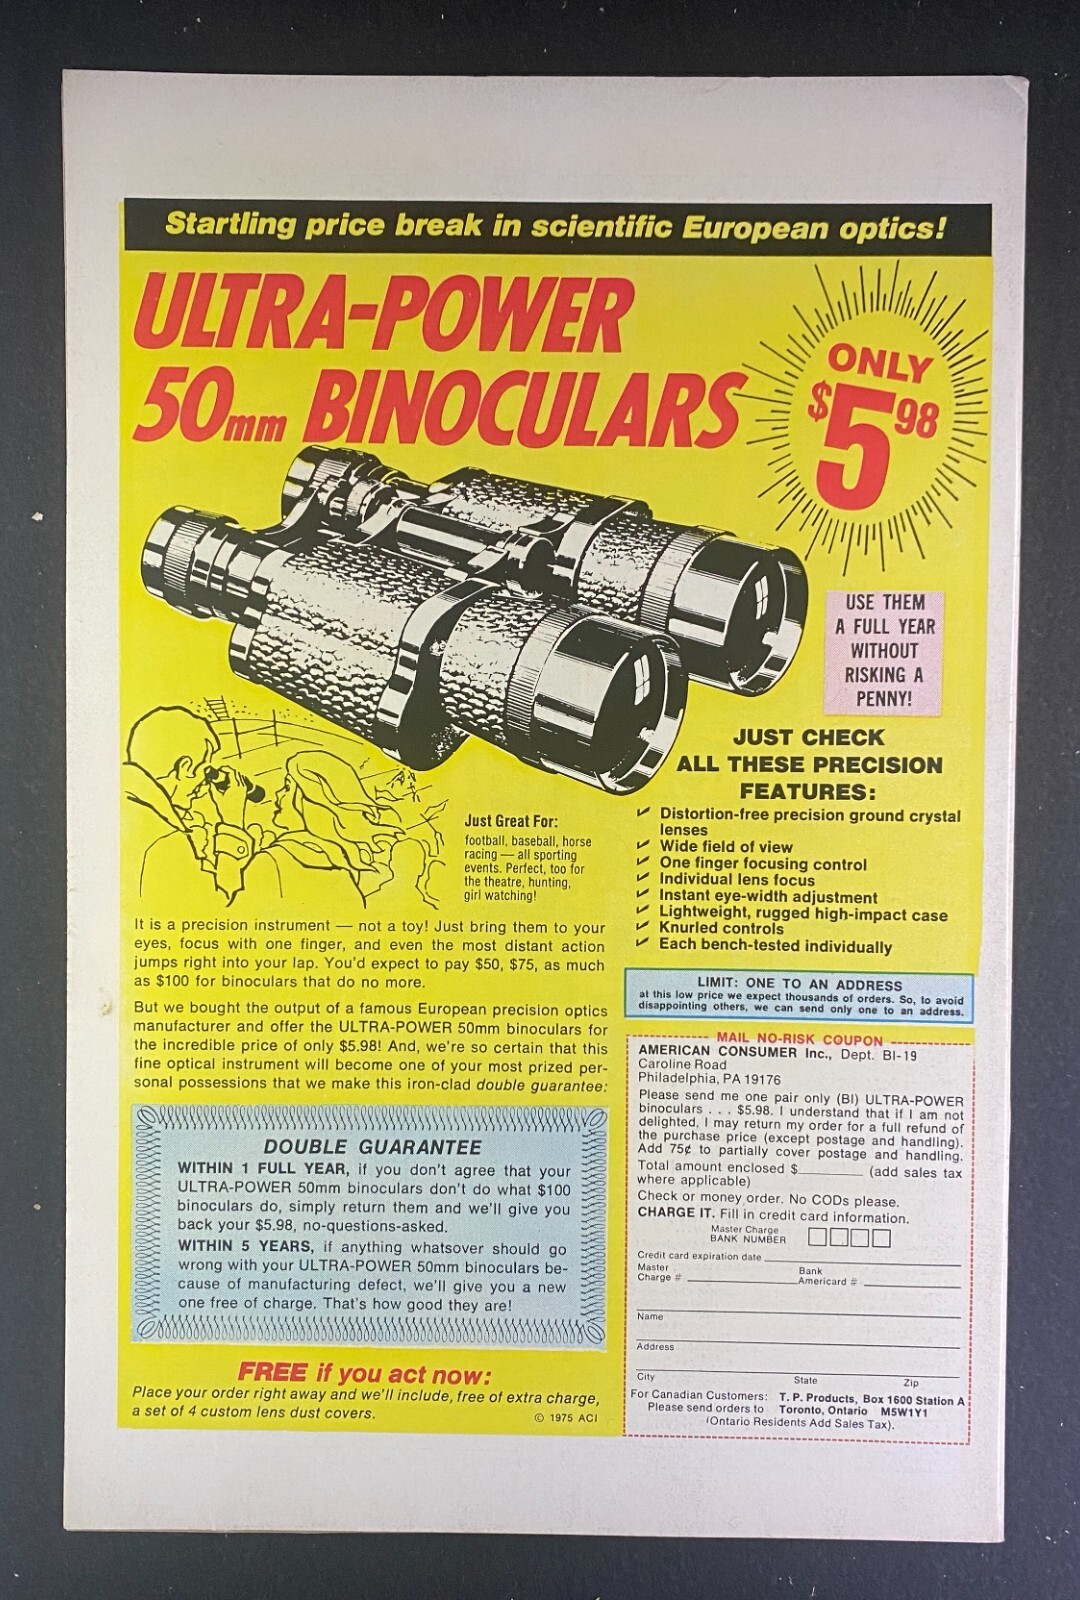 Startling price break in scientific European optics!
ULTRA-POWER
50mm BINOCULARS
ONLY
$5.98
USE THEM
A FULL YEAR
WITHOUT
RISKING A
PENNY!
JUST CHECK
ALL THESE PRECISION
FEATURES:
✓ Distortion-free precision ground crystal
lenses
✓ Wide field of view
✓ One finger focusing control
✓ Individual lens focus
✓ Instant eye-width adjustment
✓ Lightweight, rugged high-impact case
✓ Knurled controls
✓ Each bench-tested individually
Just Great For:
football, baseball, horse
racing — all sporting
events. Perfect, too for
the theatre, hunting,
girl watching!
It is a precision instrument — not a toy! Just bring them to your
eyes, focus with one finger, and even the most distant action
jumps right into your lap. You'd expect to pay $50, $75, as much
as $100 for binoculars that do no more.
But we bought the output of a famous European precision optics
manufacturer and offer the ULTRA-POWER 50mm binoculars for
the incredible price of only $5.98! And, we're so certain that this
fine optical instrument will become one of your most prized per-
sonal possessions that we make this iron-clad double guarantee:
DOUBLE GUARANTEE
WITHIN 1 FULL YEAR, if you don't agree that your
ULTRA-POWER 50mm binoculars don't do what $100
binoculars do, simply return them and we'll give you
back your $5.98, no-questions-asked.
WITHIN 5 YEARS, if anything whatsover should go
wrong with your ULTRA-POWER 50mm binoculars be-
cause of manufacturing defect, we'll give you a new
one free of charge. That's how good they are!
FREE if you act now:
Place your order right away and we'll include, free of extra charge,
a set of 4 custom lens dust covers.
© 1975 ACI
LIMIT: ONE TO AN ADDRESS
at this low price we expect thousands of orders. So, to avoid
disappointing others, we can send only one to an address.
MAIL NO-RISK COUPON
AMERICAN CONSUMER Inc., Dept. BI-19
Caroline Road
Philadelphia, PA 19176
Please send me one pair only (BI) ULTRA-POWER
binoculars . . . $5.98. I understand that if I am not
delighted, I may return my order for a full refund of
the purchase price (except postage and handling).
Add 75¢ to partially cover postage and handling.
Total amount enclosed $________ (add sales tax
where applicable)
Check or money order. No CODs please.
CHARGE IT. Fill in credit card information.
Master Charge
BANK NUMBER
Credit card expiration date
Master
Charge #
Bank
Americard #
Name
Address
City State Zip
For Canadian Customers: T. P. Products, Box 1600 Station A
Please send orders to Toronto, Ontario M5W1Y1
(Ontario Residents Add Sales Tax).